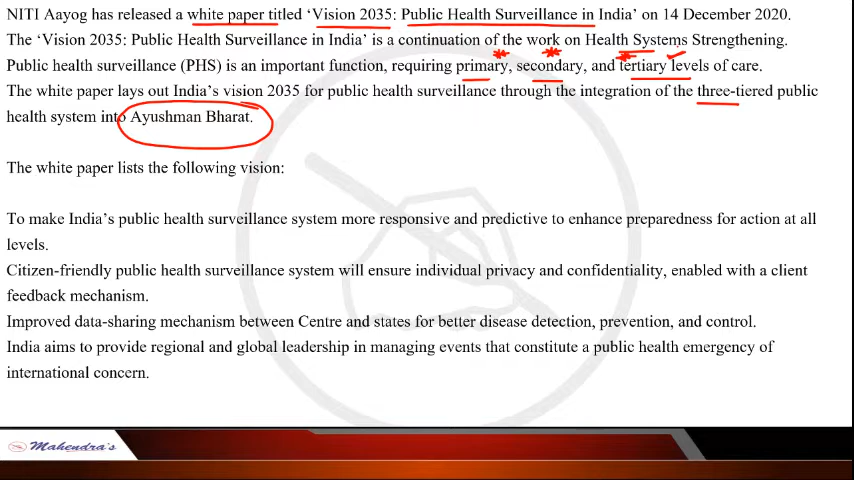 NITI Aayog has released a white paper titled ‘Vision 2035: Public Health Surveillance in India’ on 14 December 2020.
The ‘Vision 2035: Public Health Surveillance in India’ is a continuation of the work on Health Systems Strengthening.
Public health surveillance (PHS) is an important function, requiring primary, secondary, and tertiary levels of care.
The white paper lays out India’s vision 2035 for public health surveillance through the integration of the three-tiered public
health system into Ayushman Bharat.
The white paper lists the following vision:
To make India’s public health surveillance system more responsive and predictive to enhance preparedness for action at all
levels.
Citizen-friendly public health surveillance system will ensure individual privacy and confidentiality, enabled with a client
feedback mechanism.
Improved data-sharing mechanism between Centre and states for better disease detection, prevention, and control.
India aims to provide regional and global leadership in managing events that constitute a public health emergency of
international concern.
Mahendra's